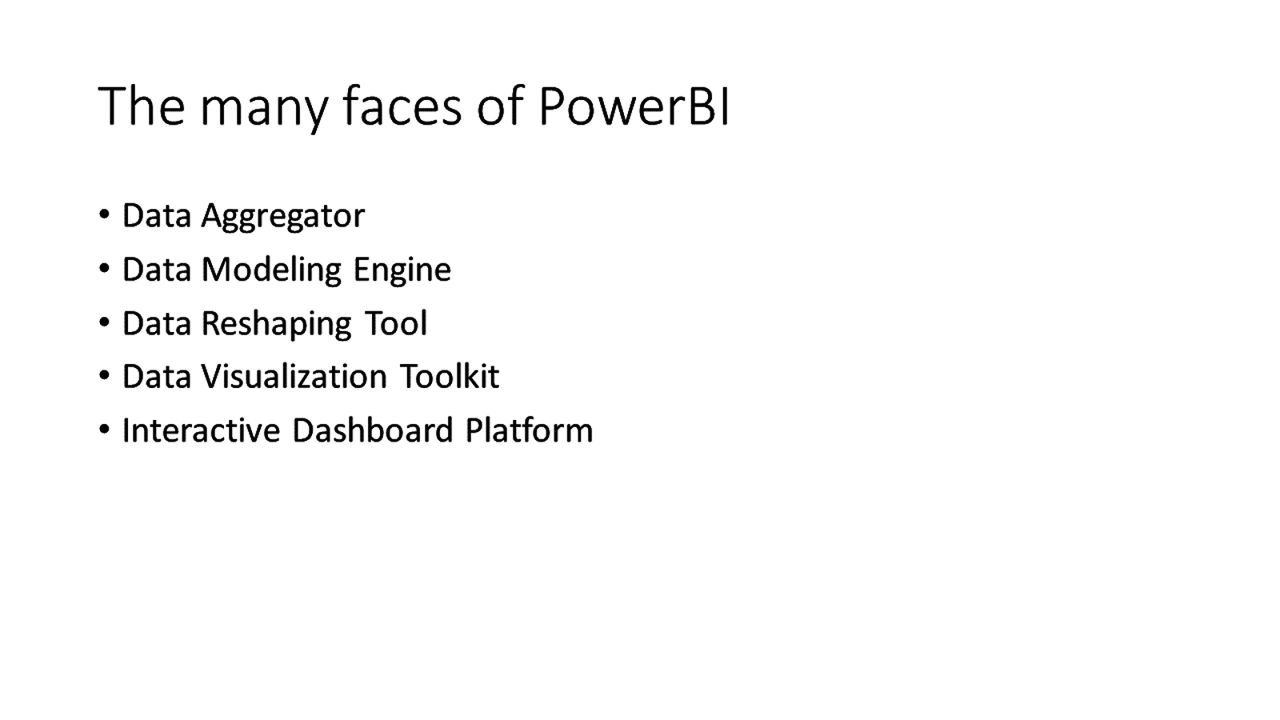 The many faces of PowerBI
• Data Aggregator
• Data Modeling Engine
• Data Reshaping Tool
• Data Visualization Toolkit
• Interactive Dashboard Platform